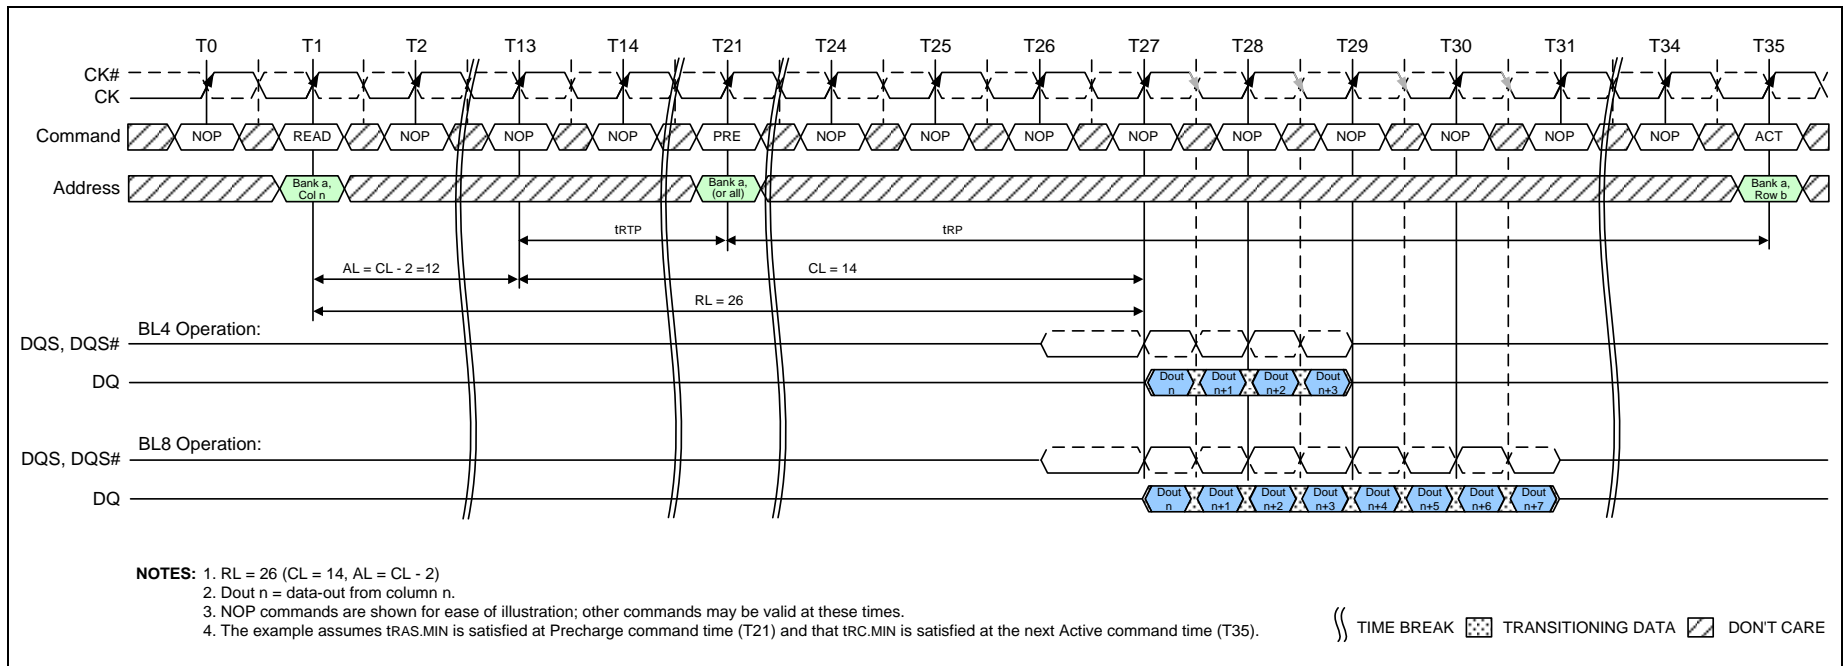 T0 T1 T2 T13 T14 T21 T24 T25 T26 T27 T28 T29 T30 T31 T34 T35
CK#
CK
Command NOP READ NOP NOP NOP PRE NOP NOP NOP NOP NOP NOP NOP NOP NOP ACT
Address Bank a, Col n Bank a, (or all) Bank a, Row b
tRTP tRP
AL = CL - 2 =12 CL = 14
RL = 26
BL4 Operation:
DQS, DQS#
DQ Dout n Dout n+1 Dout n+2 Dout n+3
BL8 Operation:
DQS, DQS#
DQ Dout n Dout n+1 Dout n+2 Dout n+3 Dout n+4 Dout n+5 Dout n+6 Dout n+7
NOTES: 1. RL = 26 (CL = 14, AL = CL - 2)
2. Dout n = data-out from column n.
3. NOP commands are shown for ease of illustration; other commands may be valid at these times.
4. The example assumes tRAS.MIN is satisfied at Precharge command time (T21) and that tRC.MIN is satisfied at the next Active command time (T35).
TIME BREAK TRANSITIONING DATA DON'T CARE